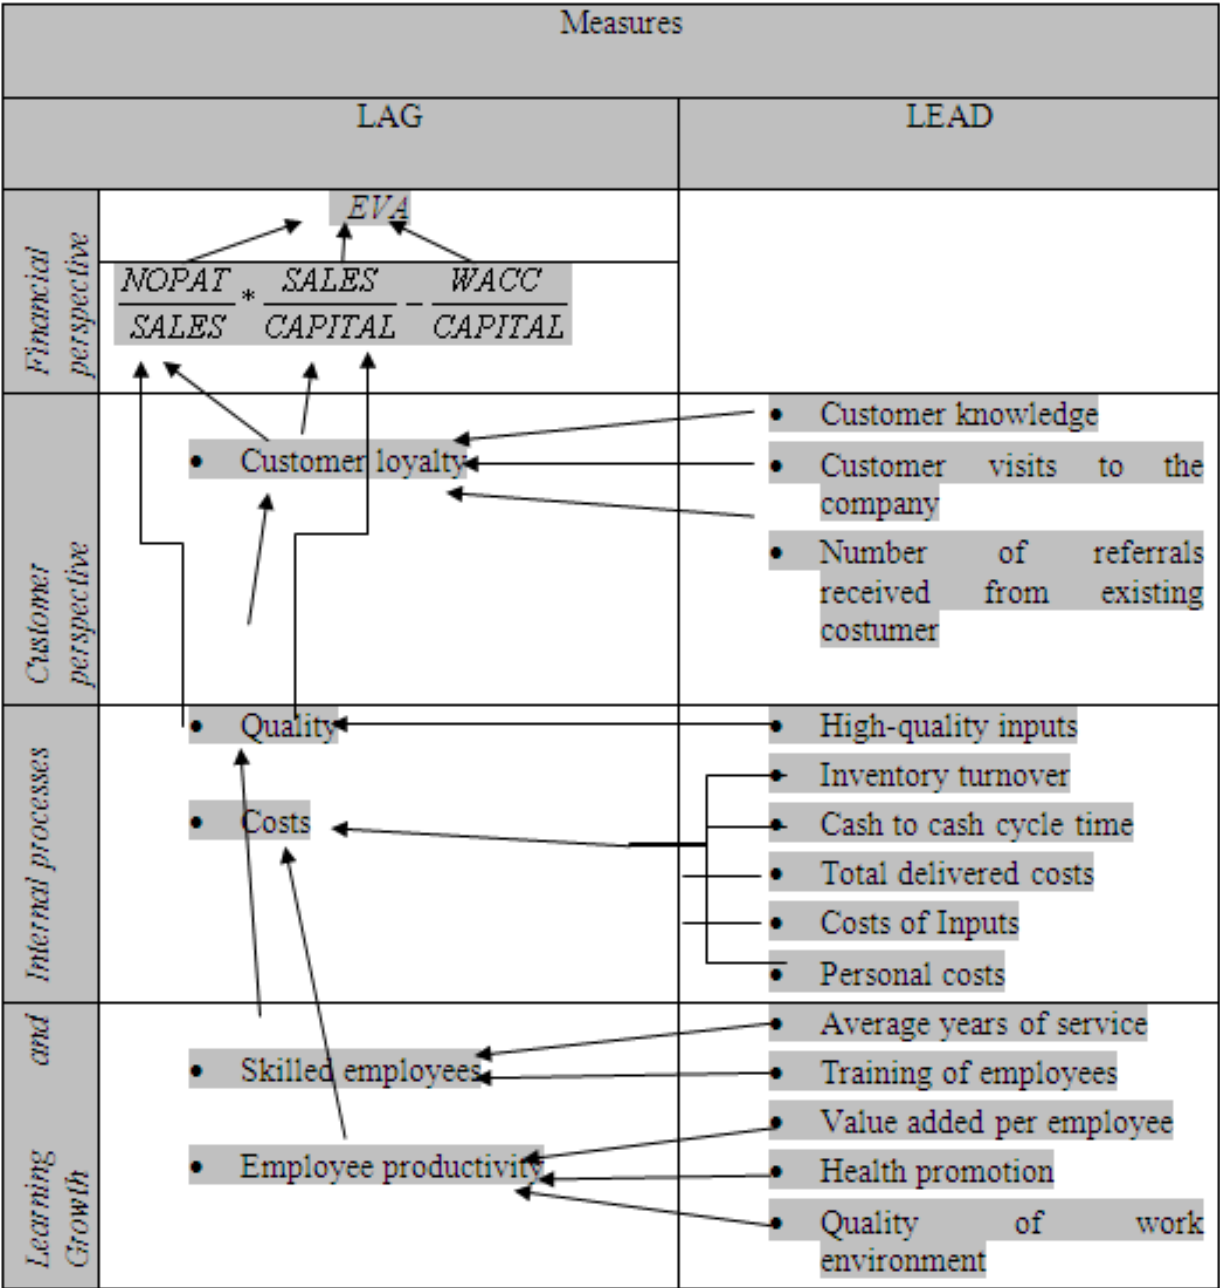 Measures
LAG LEAD
Financial
perspective
EVA
NOPAT SALES WACC
* −
SALES CAPITAL CAPITAL
Customer
perspective
• Customer loyalty
• Customer knowledge
• Customer visits to the
company
• Number of referrals
received from existing
costumer
Internal processes
• Quality
• Costs
• High-quality inputs
• Inventory turnover
• Cash to cash cycle time
• Total delivered costs
• Costs of Inputs
• Personal costs
Learning and
Growth
• Skilled employees
• Employee productivity
• Average years of service
• Training of employees
• Value added per employee
• Health promotion
• Quality of work
environment